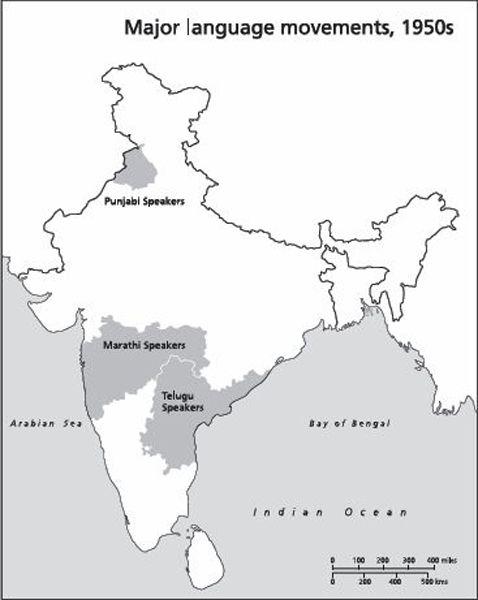 Major language movements, 1950s
Punjabi Speakers
Marathi Speakers
Telugu
Speakers
Arabian Sea
Bay of Bengal
Indian Ocean
0 100 200 300 400 miles
0 200 400 500 kms